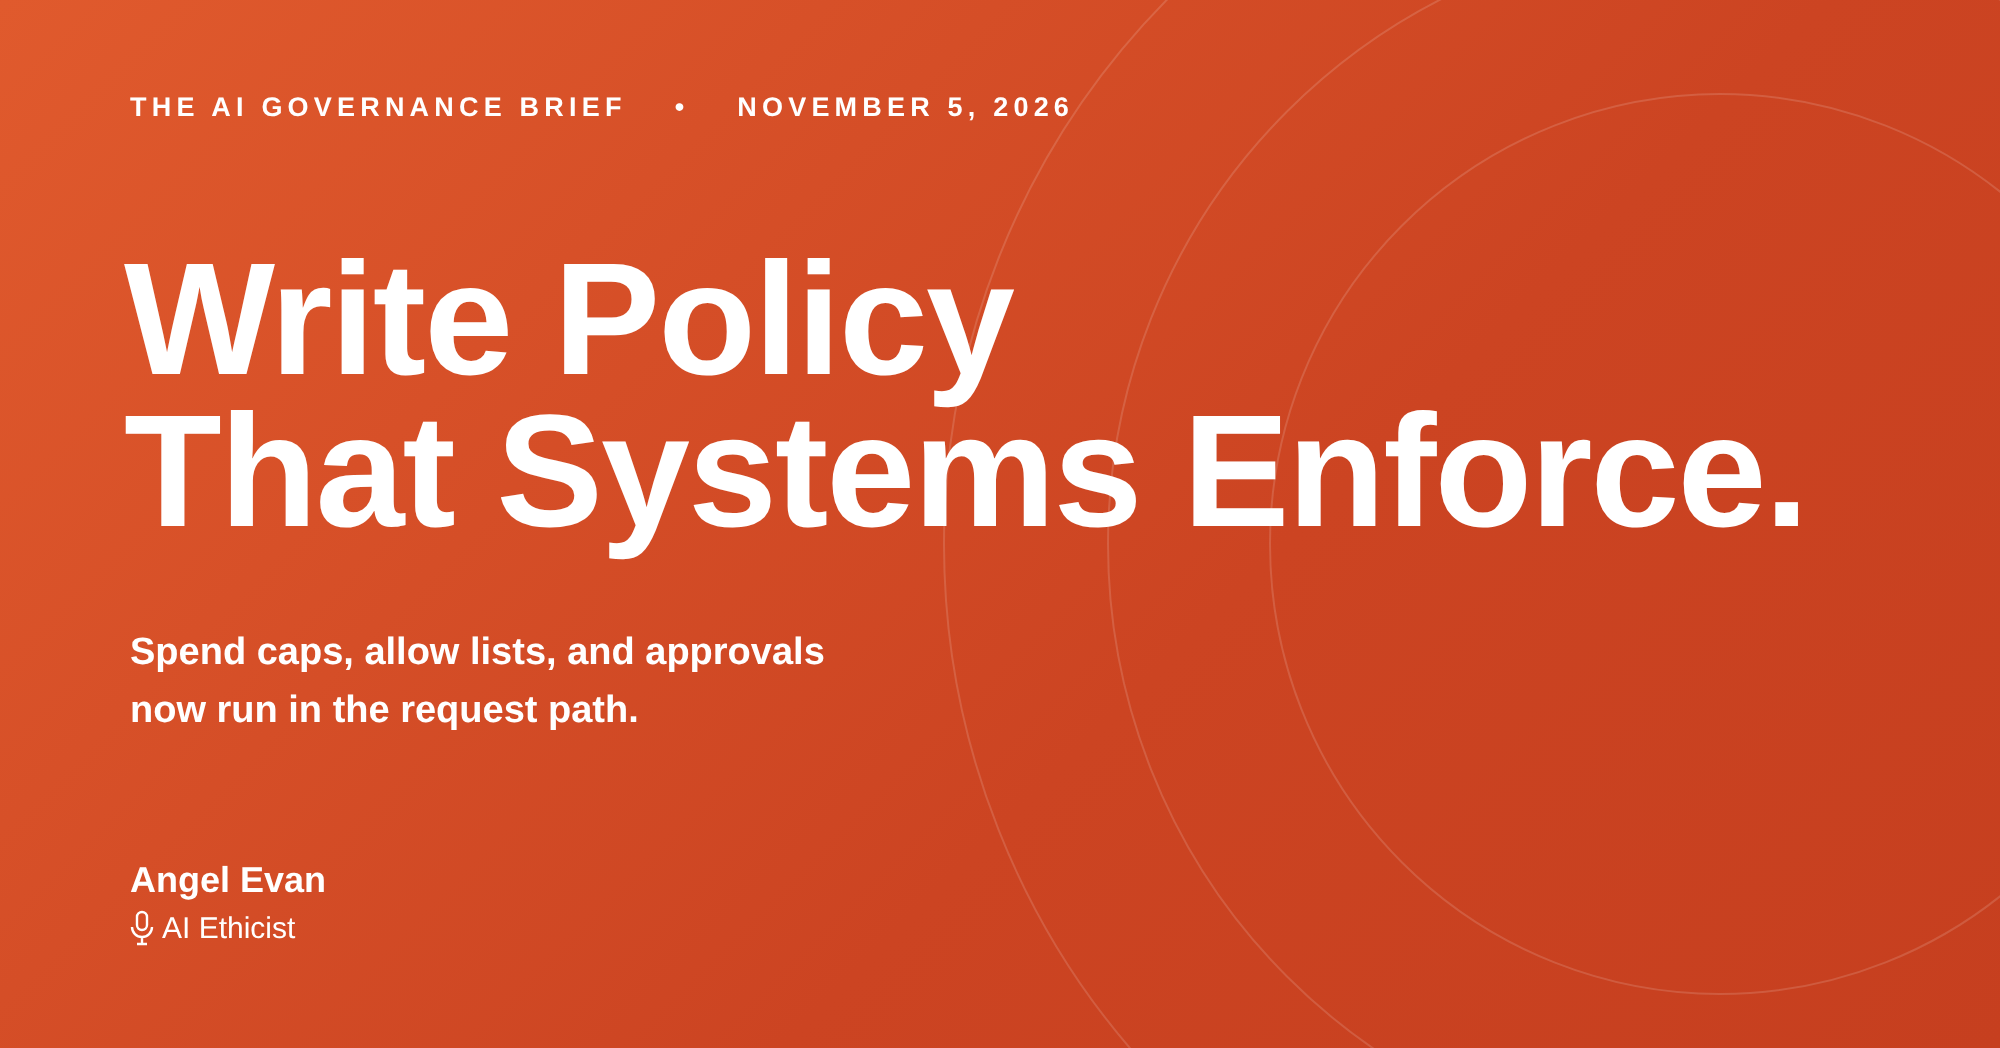 THE AI GOVERNANCE BRIEF • NOVEMBER 5, 2026
Write Policy
That Systems Enforce.
Spend caps, allow lists, and approvals
now run in the request path.
Angel Evan
AI Ethicist